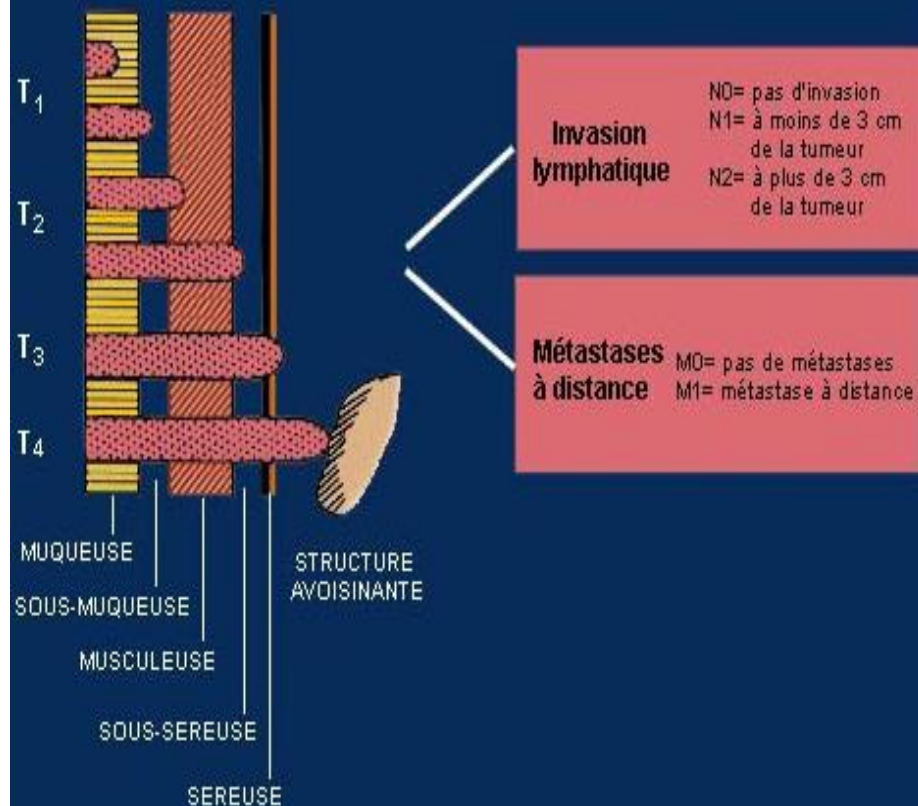 T1
T2
T3
T4
MUQUEUSE
SOUS-MUQUEUSE
MUSCULEUSE
SOUS-SEREUSE
SEREUSE
STRUCTURE
AVOISINANTE
Invasion
lymphatique
N0= pas d'invasion
N1= à moins de 3 cm
de la tumeur
N2= à plus de 3 cm
de la tumeur
Métastases
à distance
M0= pas de métastases
M1= métastase à distance